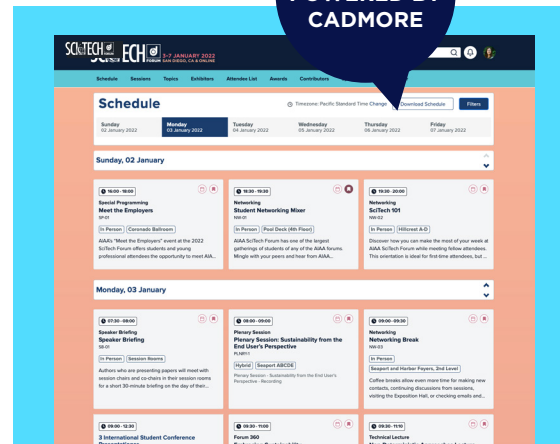 POWERED BY
CADMORE
SCITECH FORUM ECH FORUM
3-7 JANUARY 2022
SAN DIEGO, CA & ONLINE
Schedule Sessions Topics Exhibitors Attendee List Awards Contributors
Schedule
Timezone: Pacific Standard Time Change Download Schedule Filters
Sunday Monday Tuesday Wednesday Thursday Friday
02 January 2022 03 January 2022 04 January 2022 05 January 2022 06 January 2022 07 January 2022
Sunday, 02 January
16:00 - 18:00
Special Programming
Meet the Employers
SP-01
In Person Coronado Ballroom
AIAA's "Meet the Employers" event at the 2022
SciTech Forum offers students and young
professional attendees the opportunity to meet AIA...
18:30 - 19:30
Networking
Student Networking Mixer
NW-01
In Person Pool Deck (4th Floor)
AIAA SciTech Forum has one of the largest
gatherings of students of any of the AIAA forums.
Mingle with your peers and hear from AIAA...
19:30 - 20:00
Networking
SciTech 101
NW-02
In Person Hillcrest A-D
Discover how you can make the most of your week at
AIAA SciTech Forum while meeting fellow attendees.
This orientation is ideal for first-time attendees, but ...
Monday, 03 January
07:30 - 08:00
Speaker Briefing
Speaker Briefing
SB-01
In Person Session Rooms
Authors who are presenting papers will meet with
session chairs and co-chairs in their session rooms
for a short 30-minute briefing on the day of their...
08:00 - 09:00
Plenary Session
Plenary Session: Sustainability from the
End User's Perspective
PLNRY-1
Hybrid Seaport ABCDE
Plenary Session - Sustainability from the End User's
Perspective - Recording
09:00 - 09:30
Networking
Networking Break
NW-03
In Person
Seaport and Harbor Foyers, 2nd Level
Coffee breaks allow even more time for making new
contacts, continuing discussions from sessions,
visiting the Exposition Hall, or checking emails and...
09:00 - 12:30
3 International Student Conference
09:30 - 11:00
Forum 360
09:30 - 11:10
Technical Lecture